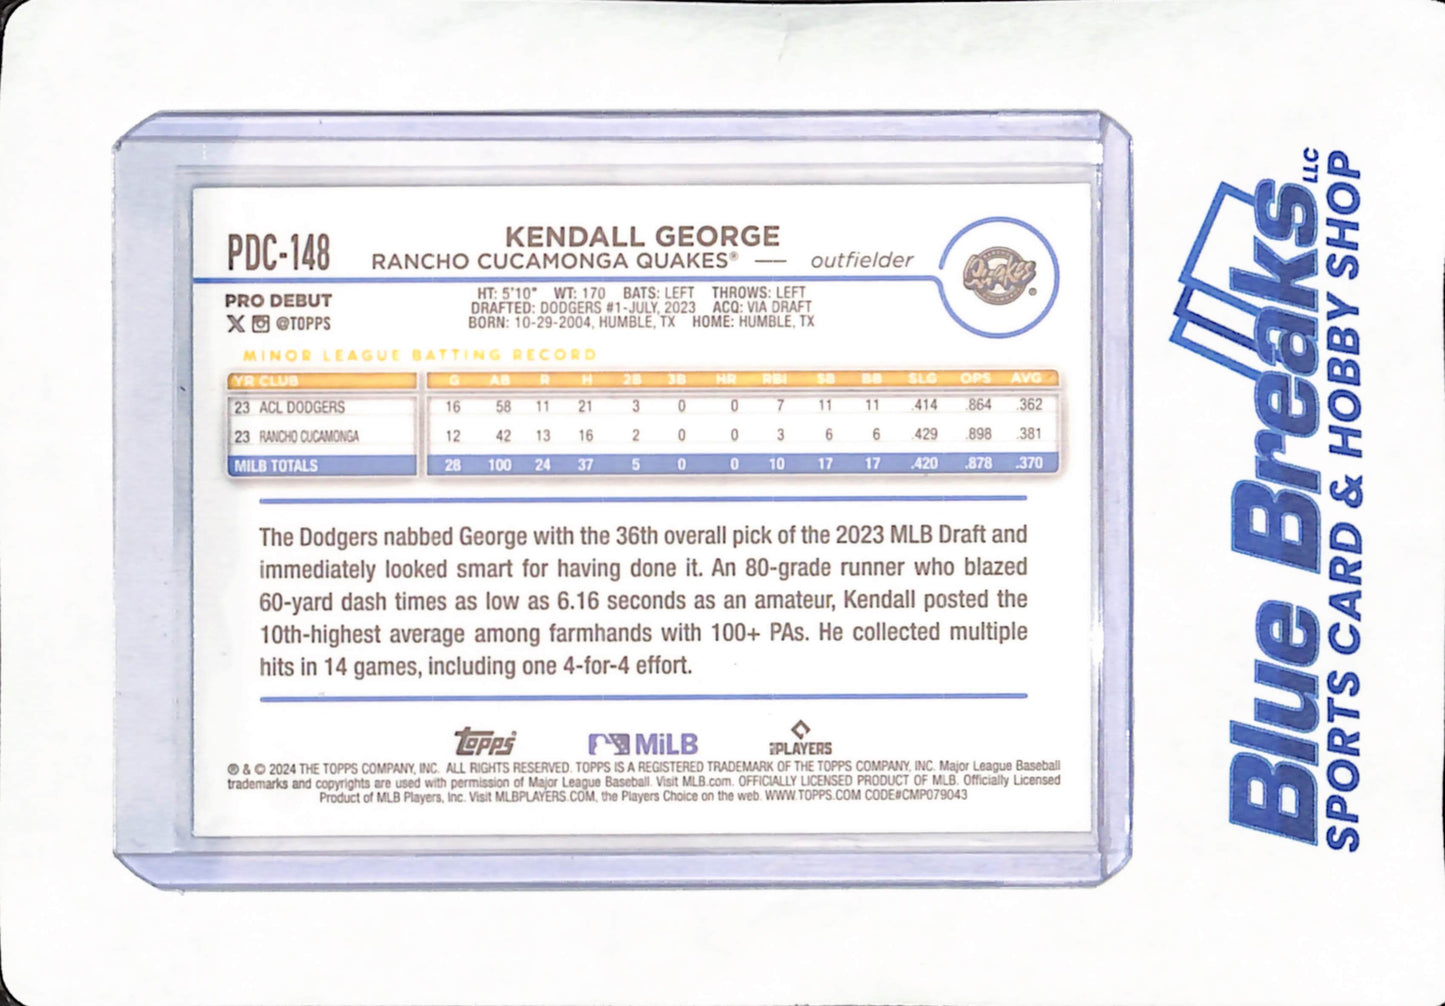 PDC-148
KENDALL GEORGE
RANCHO CUCAMONGA QUAKES® — outfielder
Quakes ®
PRO DEBUT
X @TOPPS
HT: 5'10" WT: 170 BATS: LEFT THROWS: LEFT
DRAFTED: DODGERS #1-JULY, 2023 ACQ: VIA DRAFT
BORN: 10-29-2004, HUMBLE, TX HOME: HUMBLE, TX
MINOR LEAGUE BATTING RECORD
YR CLUB G AB R H 2B 3B HR RBI SB BB SLG OPS AVG
23 ACL DODGERS 16 58 11 21 3 0 0 7 11 11 .414 .864 .362
23 RANCHO CUCAMONGA 12 42 13 16 2 0 0 3 6 6 .429 .898 .381
MILB TOTALS 28 100 24 37 5 0 0 10 17 17 .420 .878 .370
The Dodgers nabbed George with the 36th overall pick of the 2023 MLB Draft and
immediately looked smart for having done it. An 80-grade runner who blazed
60-yard dash times as low as 6.16 seconds as an amateur, Kendall posted the
10th-highest average among farmhands with 100+ PAs. He collected multiple
hits in 14 games, including one 4-for-4 effort.
Topps MiLB PLAYERS
® & © 2024 THE TOPPS COMPANY, INC. ALL RIGHTS RESERVED. TOPPS IS A REGISTERED TRADEMARK OF THE TOPPS COMPANY, INC. Major League Baseball
trademarks and copyrights are used with permission of Major League Baseball. Visit MLB.com. OFFICIALLY LICENSED PRODUCT OF MLB. Officially Licensed
Product of MLB Players, Inc. Visit MLBPLAYERS.COM, the Players Choice on the web. WWW.TOPPS.COM CODE#CMP079043
Blue Breaks LLC
SPORTS CARD & HOBBY SHOP